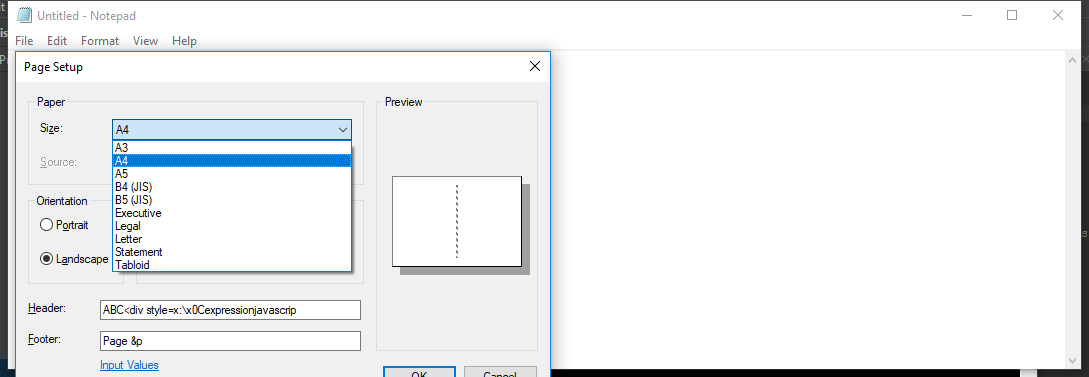 Untitled - Notepad
File Edit Format View Help
Page Setup
Paper
Size:
A4
A3
A4
A5
B4 (JIS)
B5 (JIS)
Executive
Legal
Letter
Statement
Tabloid
Source:
Orientation
Portrait
Landscape
Preview
Header:
ABC<div style=x:\x0Cexpressionjavascrip
Footer:
Page &p
Input Values
OK
Cancel